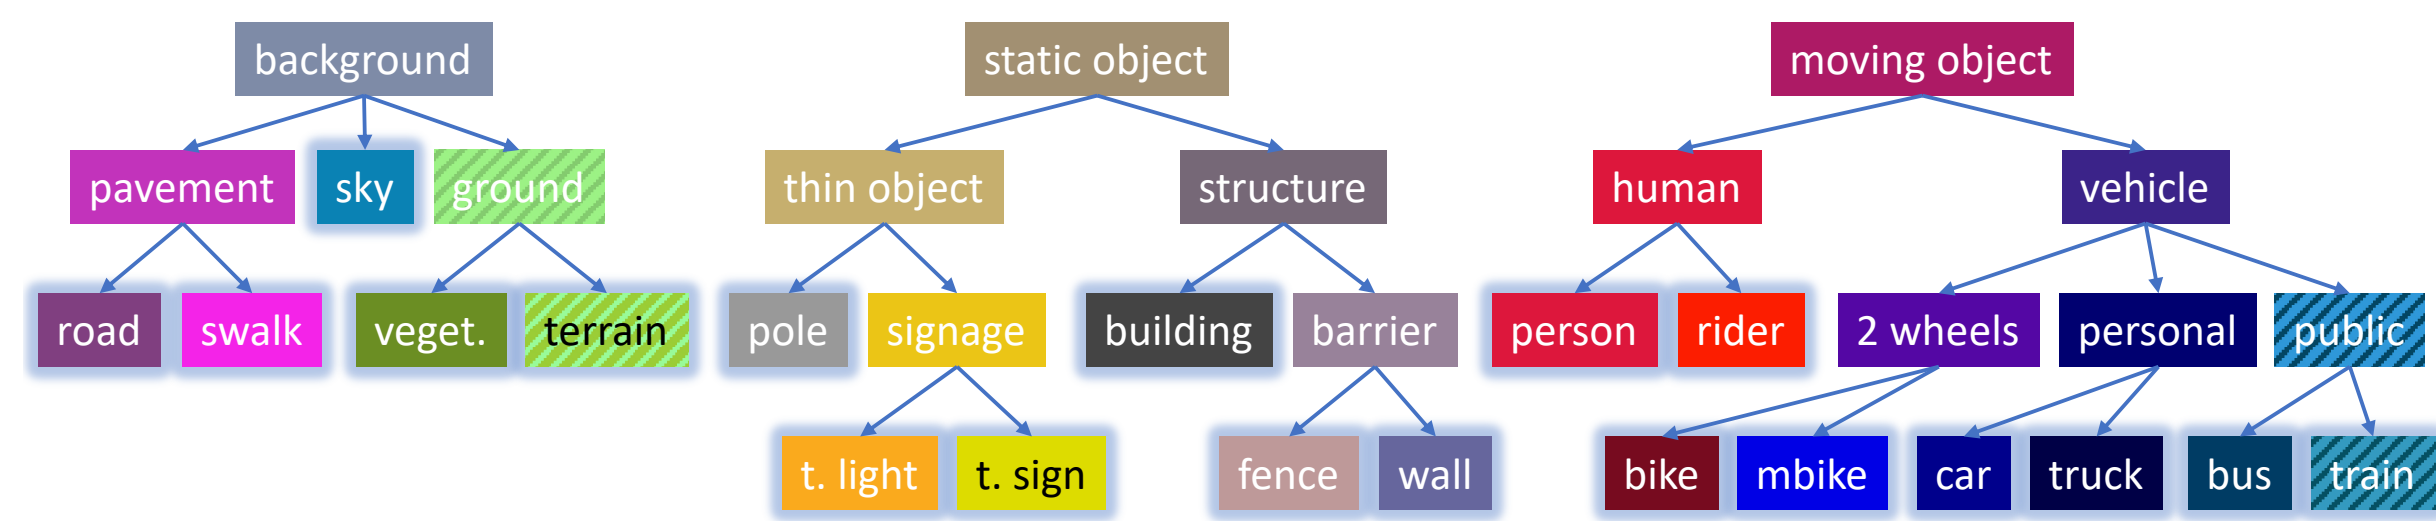 background
static object
moving object
pavement
sky
ground
thin object
structure
human
vehicle
road
swalk
veget.
terrain
pole
signage
building
barrier
person
rider
2 wheels
personal
public
t. light
t. sign
fence
wall
bike
mbike
car
truck
bus
train